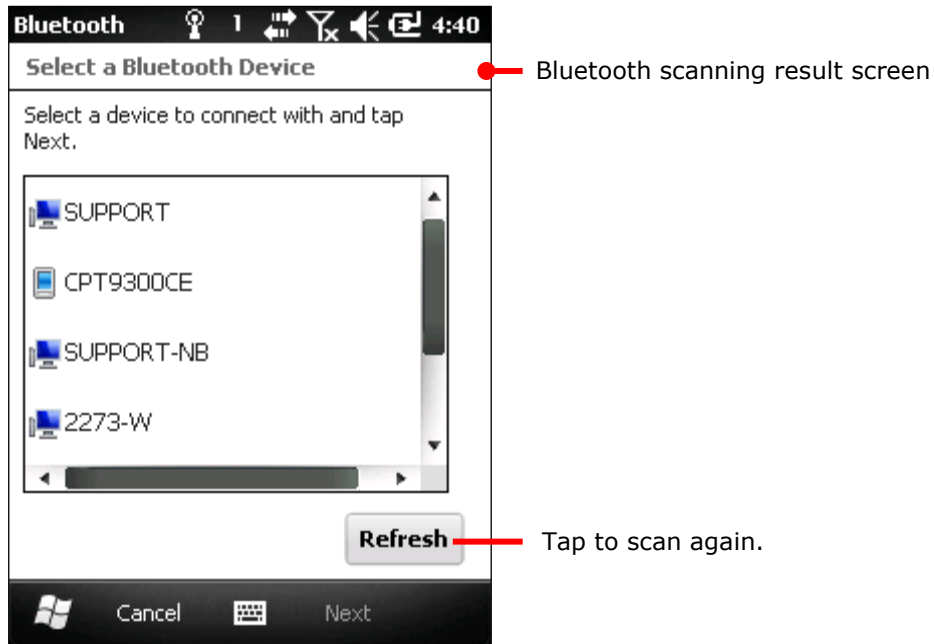 Bluetooth 1 4:40
Select a Bluetooth Device
Bluetooth scanning result screen
Select a device to connect with and tap
Next.
SUPPORT
CPT9300CE
SUPPORT-NB
2273-W
Refresh
Tap to scan again.
Cancel Next